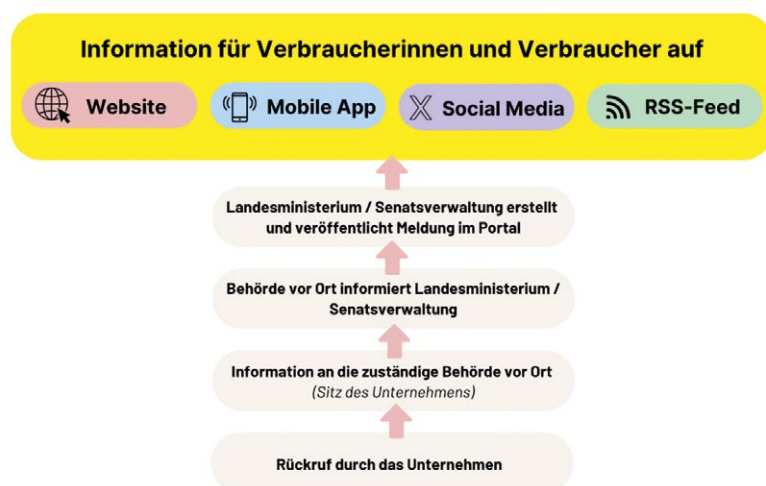 Information für Verbraucherinnen und Verbraucher auf
Website
Mobile App
Social Media
RSS-Feed
Landesministerium / Senatsverwaltung erstellt
und veröffentlicht Meldung im Portal
Behörde vor Ort informiert Landesministerium /
Senatsverwaltung
Information an die zuständige Behörde vor Ort
(Sitz des Unternehmens)
Rückruf durch das Unternehmen